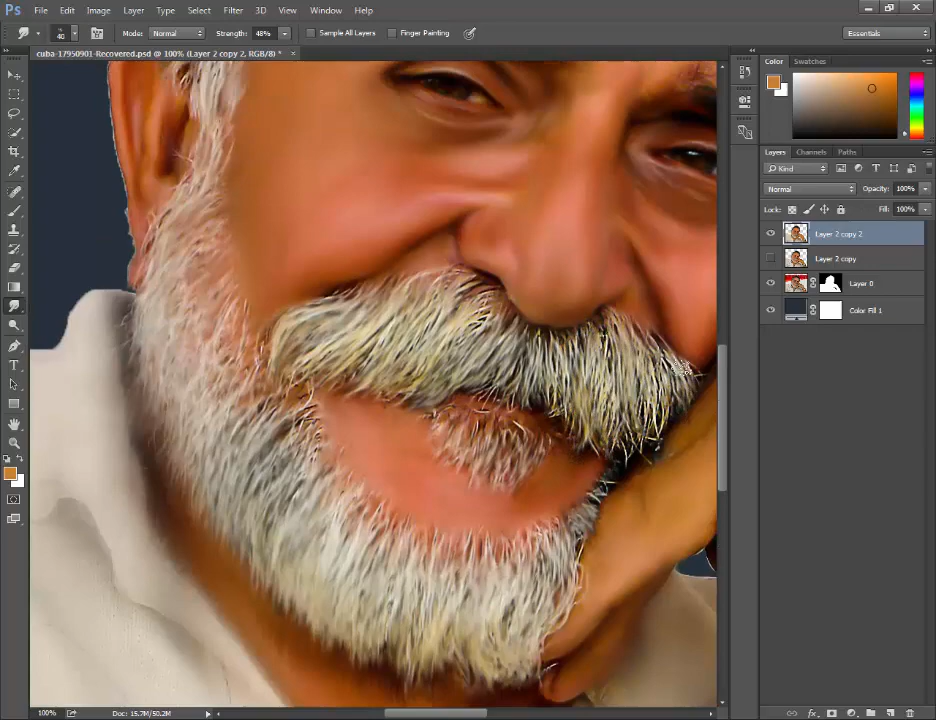 Ps File Edit Image Layer Type Select Filter 3D View Window Help
40 Mode: Normal Strength: 48% Sample All Layers Finger Painting Essentials
cuba-17950901-Recovered.psd @ 100% (Layer 2 copy 2, RGB/8) * ×
Color Swatches
Layers Channels Paths
Kind
Normal Opacity: 100%
Lock: Fill: 100%
Layer 2 copy 2
Layer 2 copy
Layer 0
Color Fill 1
100% Doc: 15.7M/50.2M